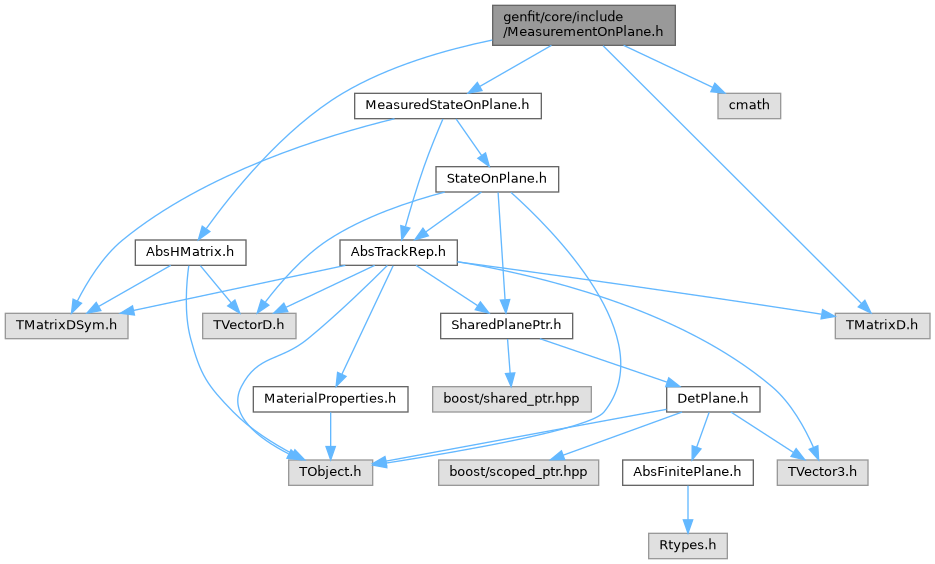 genfit/core/include
/MeasurementOnPlane.h
MeasuredStateOnPlane.h
cmath
StateOnPlane.h
AbsHMatrix.h
AbsTrackRep.h
TMatrixDSym.h
TVectorD.h
SharedPlanePtr.h
TMatrixD.h
MaterialProperties.h
boost/shared_ptr.hpp
DetPlane.h
TObject.h
boost/scoped_ptr.hpp
AbsFinitePlane.h
TVector3.h
Rtypes.h